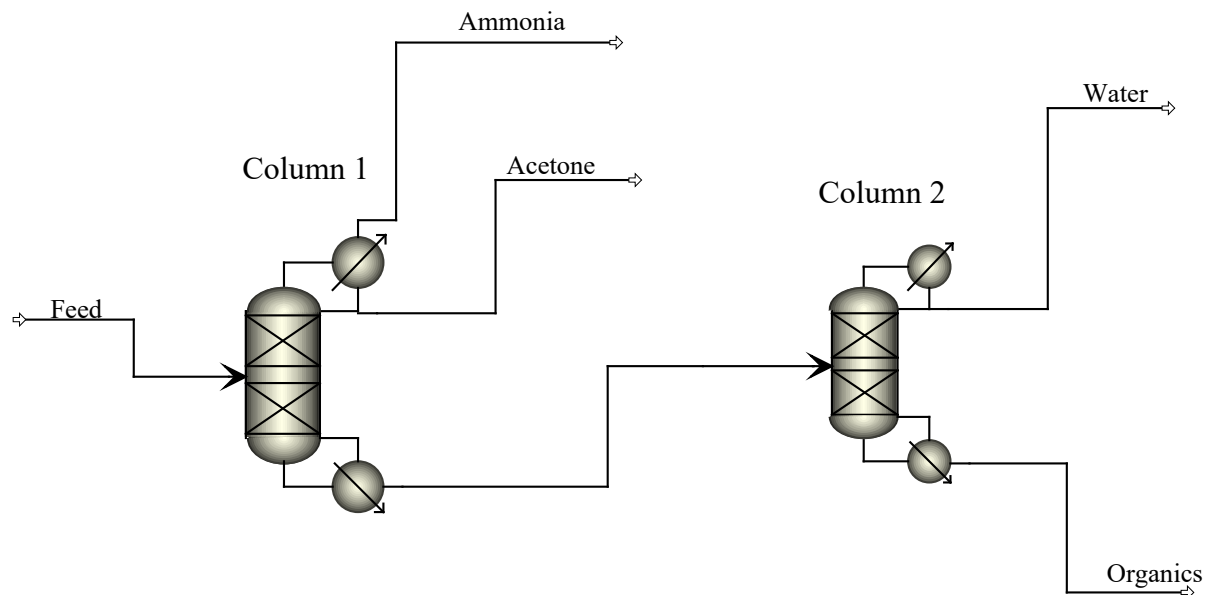 Ammonia
Water
Column 1
Acetone
Column 2
Feed
Organics